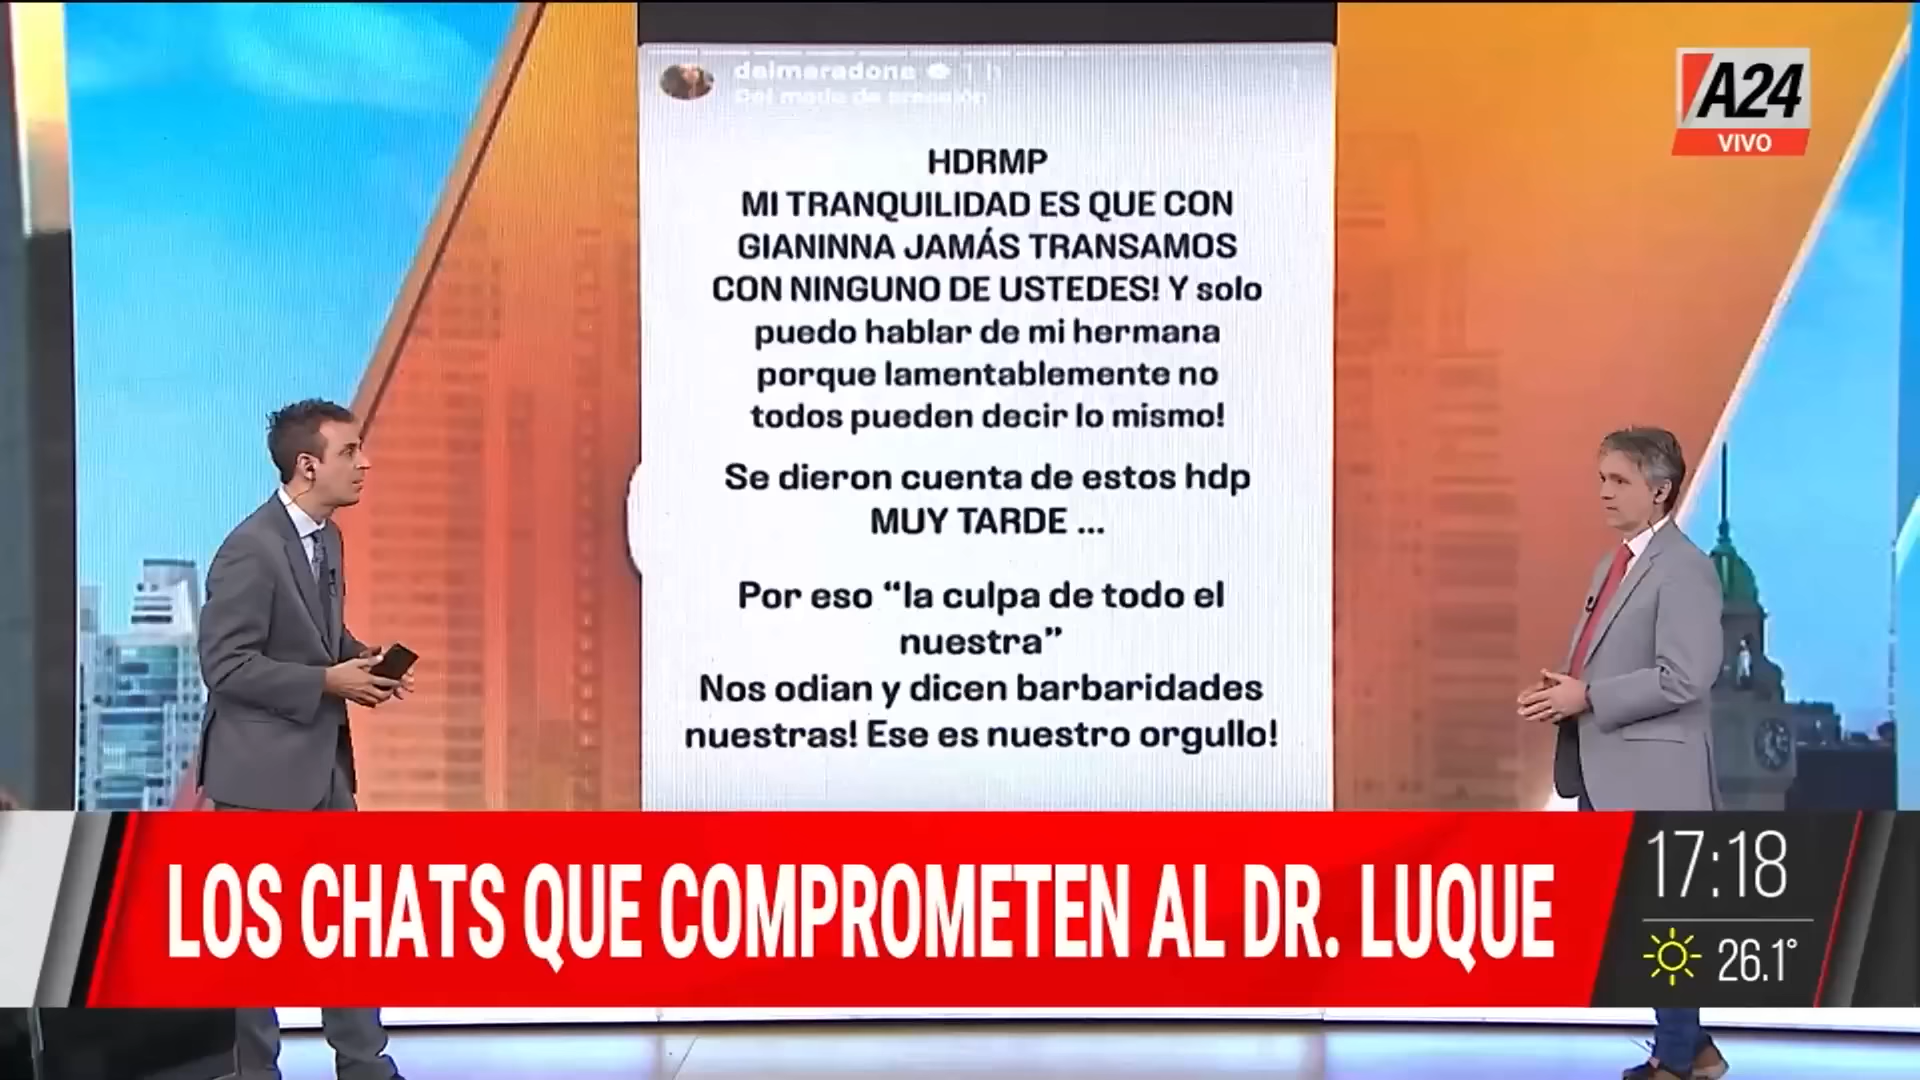 dalmaradona 1 h
A24
VIVO
HDRMP
MI TRANQUILIDAD ES QUE CON
GIANINNA JAMÁS TRANSAMOS
CON NINGUNO DE USTEDES! Y solo
puedo hablar de mi hermana
porque lamentablemente no
todos pueden decir lo mismo!
Se dieron cuenta de estos hdp
MUY TARDE ...
Por eso “la culpa de todo el
nuestra”
Nos odian y dicen barbaridades
nuestras! Ese es nuestro orgullo!
LOS CHATS QUE COMPROMETEN AL DR. LUQUE
17:18
26.1°